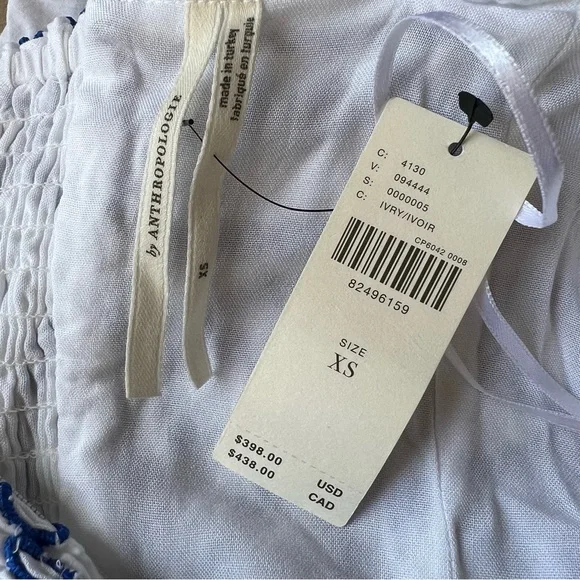 by ANTHROPOLOGIE
XS
made in turkey
fabriqué en turquie
C: 4130
V: 094444
S: 0000005
C: IVRY/IVOIR
CP6042 0008
82496159
SIZE
XS
$398.00 USD
$438.00 CAD